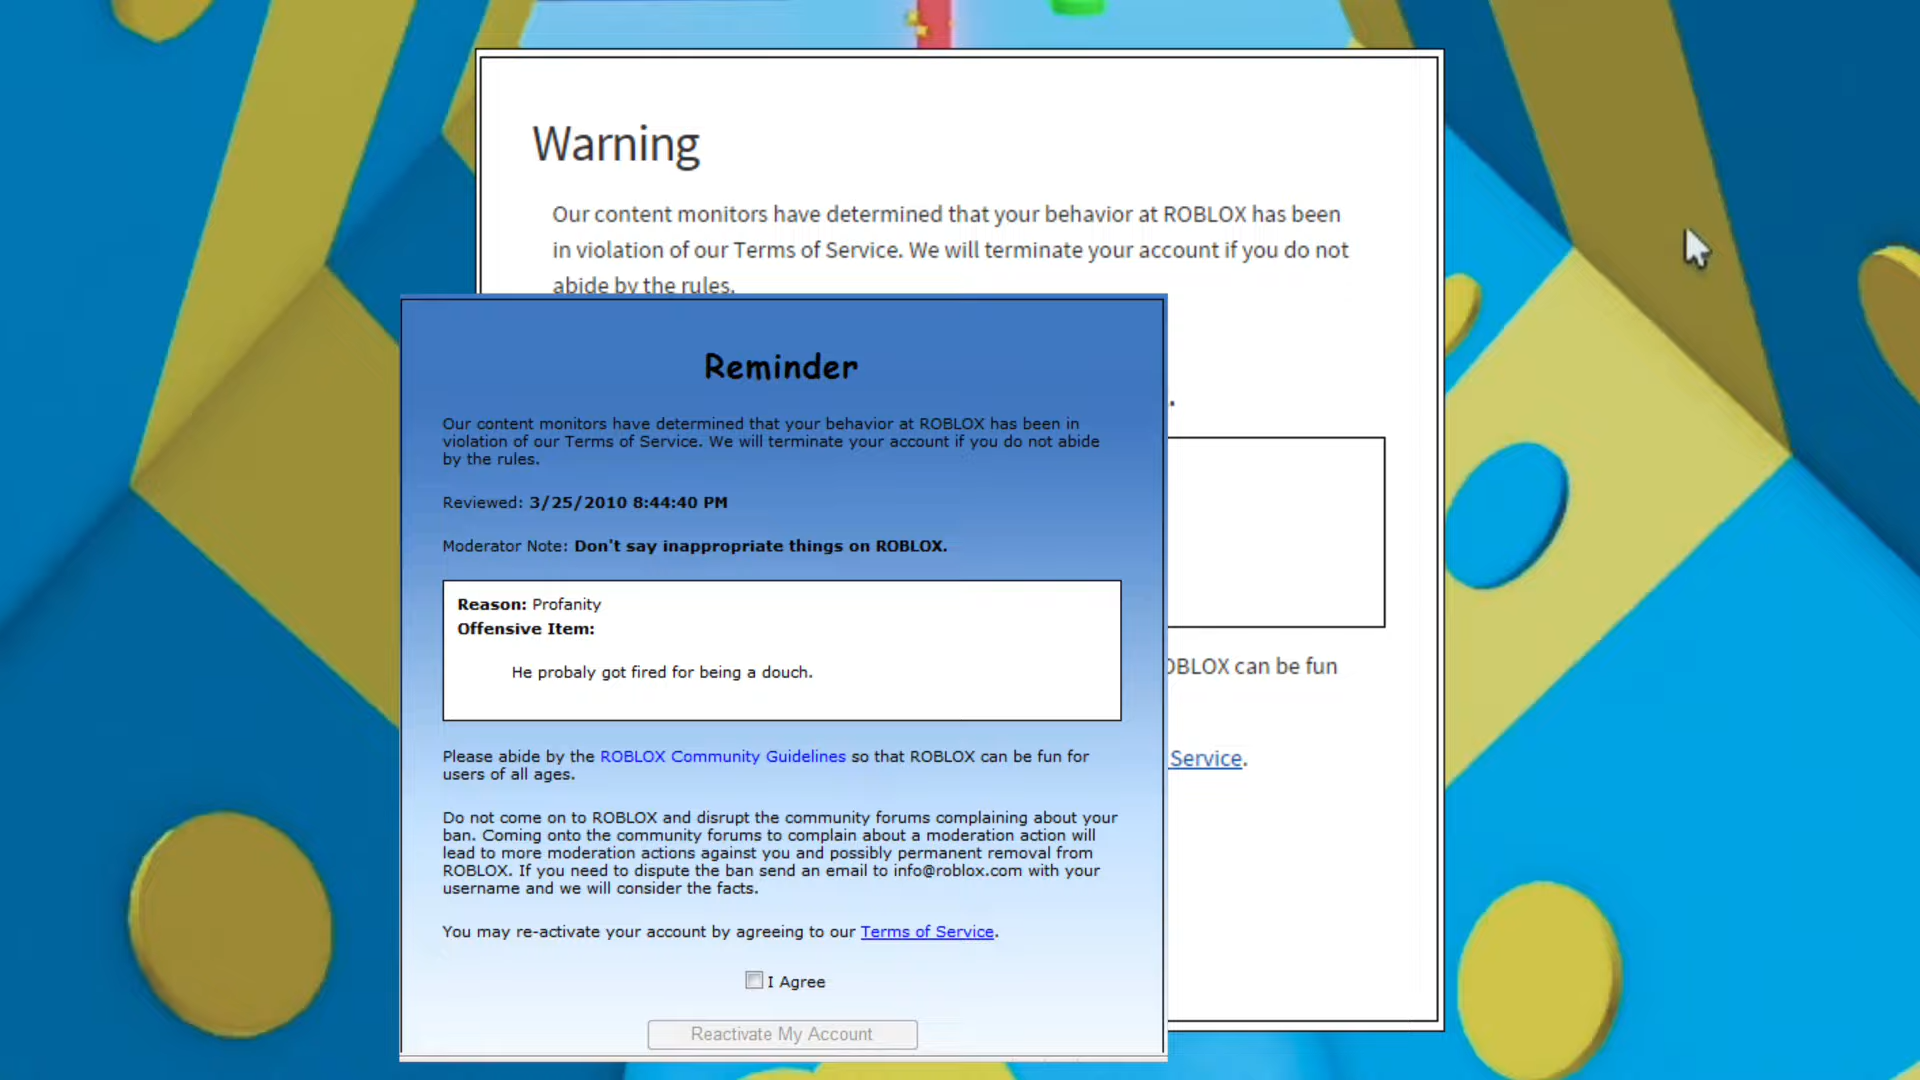 Warning
Our content monitors have determined that your behavior at ROBLOX has been
in violation of our Terms of Service. We will terminate your account if you do not
abide by the rules.
.
OBLOX can be fun
Service.
Reminder
Our content monitors have determined that your behavior at ROBLOX has been in
violation of our Terms of Service. We will terminate your account if you do not abide
by the rules.
Reviewed: 3/25/2010 8:44:40 PM
Moderator Note: Don't say inappropriate things on ROBLOX.
Reason: Profanity
Offensive Item:
He probaly got fired for being a douch.
Please abide by the ROBLOX Community Guidelines so that ROBLOX can be fun for
users of all ages.
Do not come on to ROBLOX and disrupt the community forums complaining about your
ban. Coming onto the community forums to complain about a moderation action will
lead to more moderation actions against you and possibly permanent removal from
ROBLOX. If you need to dispute the ban send an email to info@roblox.com with your
username and we will consider the facts.
You may re-activate your account by agreeing to our Terms of Service.
I Agree
Reactivate My Account